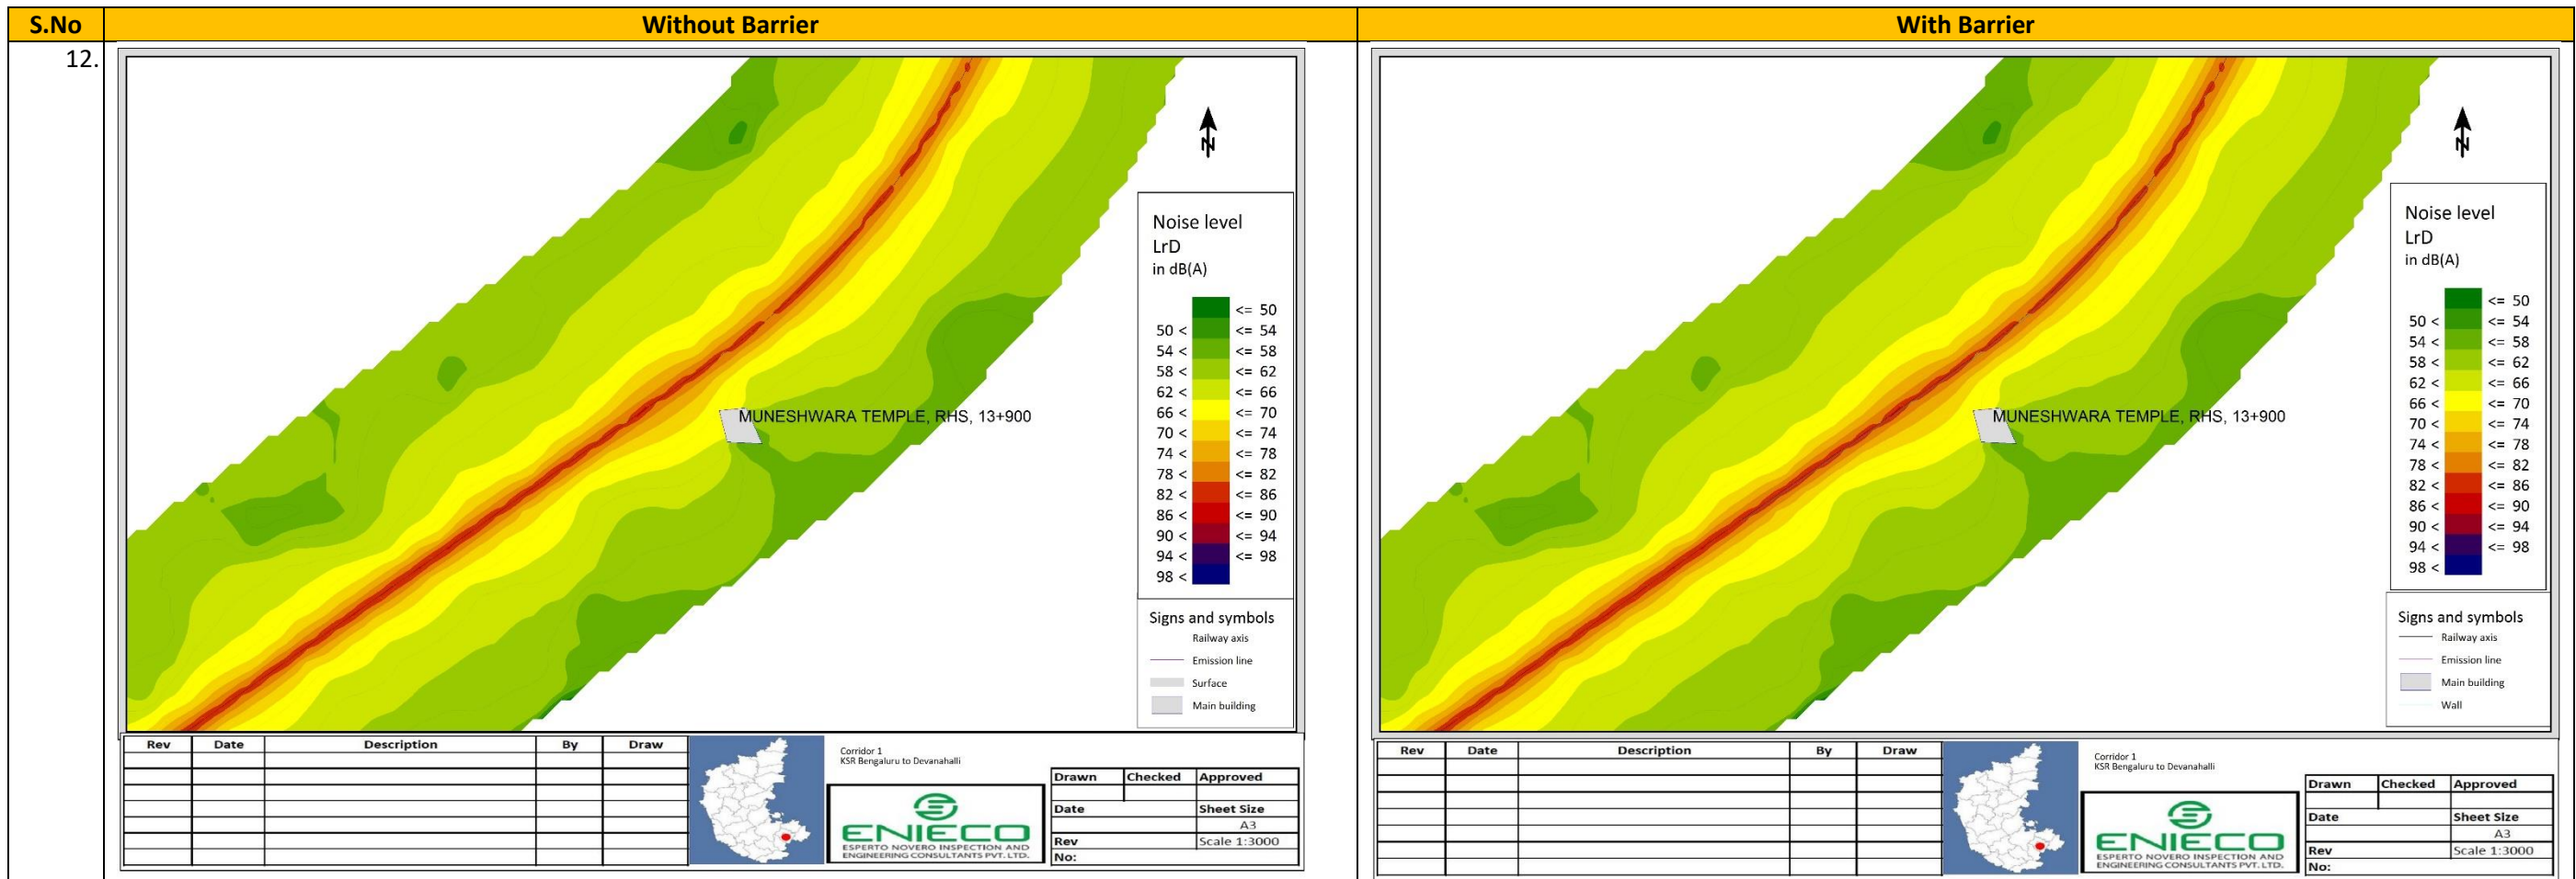 S.No Without Barrier With Barrier
12.
MUNESHWARA TEMPLE, RHS, 13+900
N
Noise level
LrD
in dB(A)
<= 50
50 < <= 54
54 < <= 58
58 < <= 62
62 < <= 66
66 < <= 70
70 < <= 74
74 < <= 78
78 < <= 82
82 < <= 86
86 < <= 90
90 < <= 94
94 < <= 98
98 <
Signs and symbols
Railway axis
Emission line
Surface
Main building
Rev Date Description By Draw
Corridor 1
KSR Bengaluru to Devanahalli
ENIECO
ESPERTO NOVERO INSPECTION AND
ENGINEERING CONSULTANTS PVT. LTD.
Drawn Checked Approved
Date Sheet Size
A3
Rev Scale 1:3000
No:
MUNESHWARA TEMPLE, RHS, 13+900
N
Noise level
LrD
in dB(A)
<= 50
50 < <= 54
54 < <= 58
58 < <= 62
62 < <= 66
66 < <= 70
70 < <= 74
74 < <= 78
78 < <= 82
82 < <= 86
86 < <= 90
90 < <= 94
94 < <= 98
98 <
Signs and symbols
Railway axis
Emission line
Main building
Wall
Rev Date Description By Draw
Corridor 1
KSR Bengaluru to Devanahalli
ENIECO
ESPERTO NOVERO INSPECTION AND
ENGINEERING CONSULTANTS PVT. LTD.
Drawn Checked Approved
Date Sheet Size
A3
Rev Scale 1:3000
No: